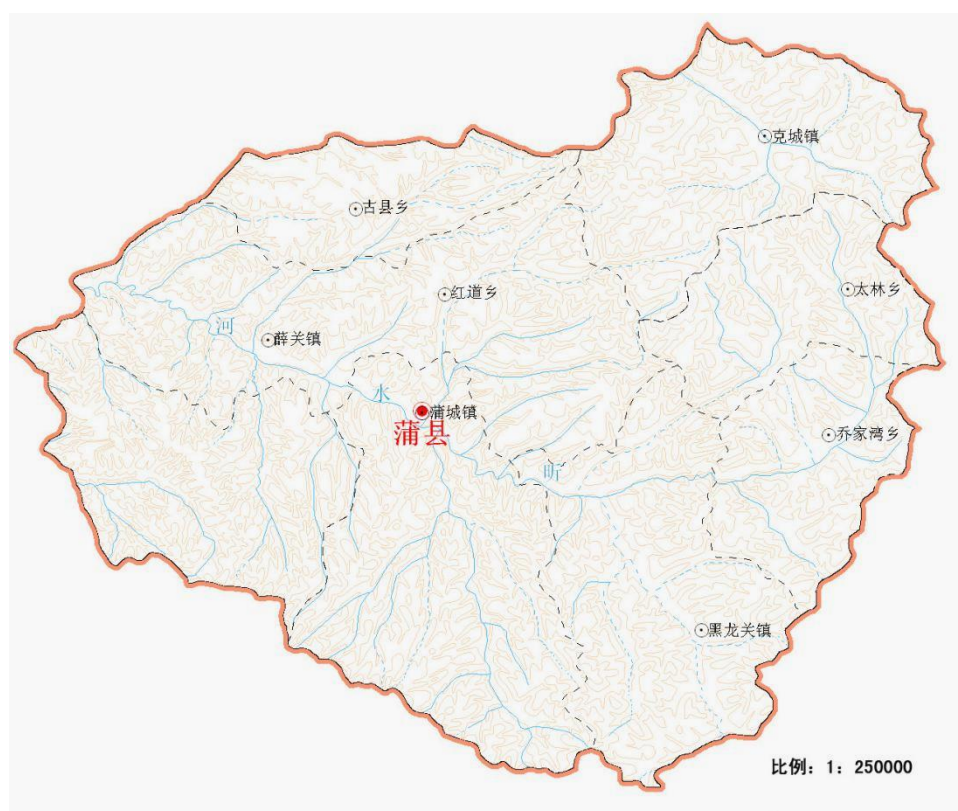 克城镇
古县乡
红道乡
太林乡
河
薛关镇
水
蒲城镇
蒲县
乔家湾乡
昕
黑龙关镇
比例：1：250000